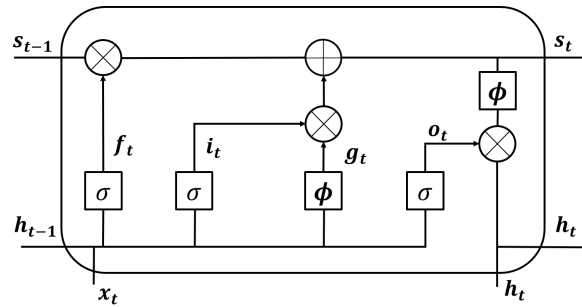 s_{t-1} s_t
ϕ
f_t i_t g_t o_t
σ σ ϕ σ
h_{t-1} h_t
x_t h_t